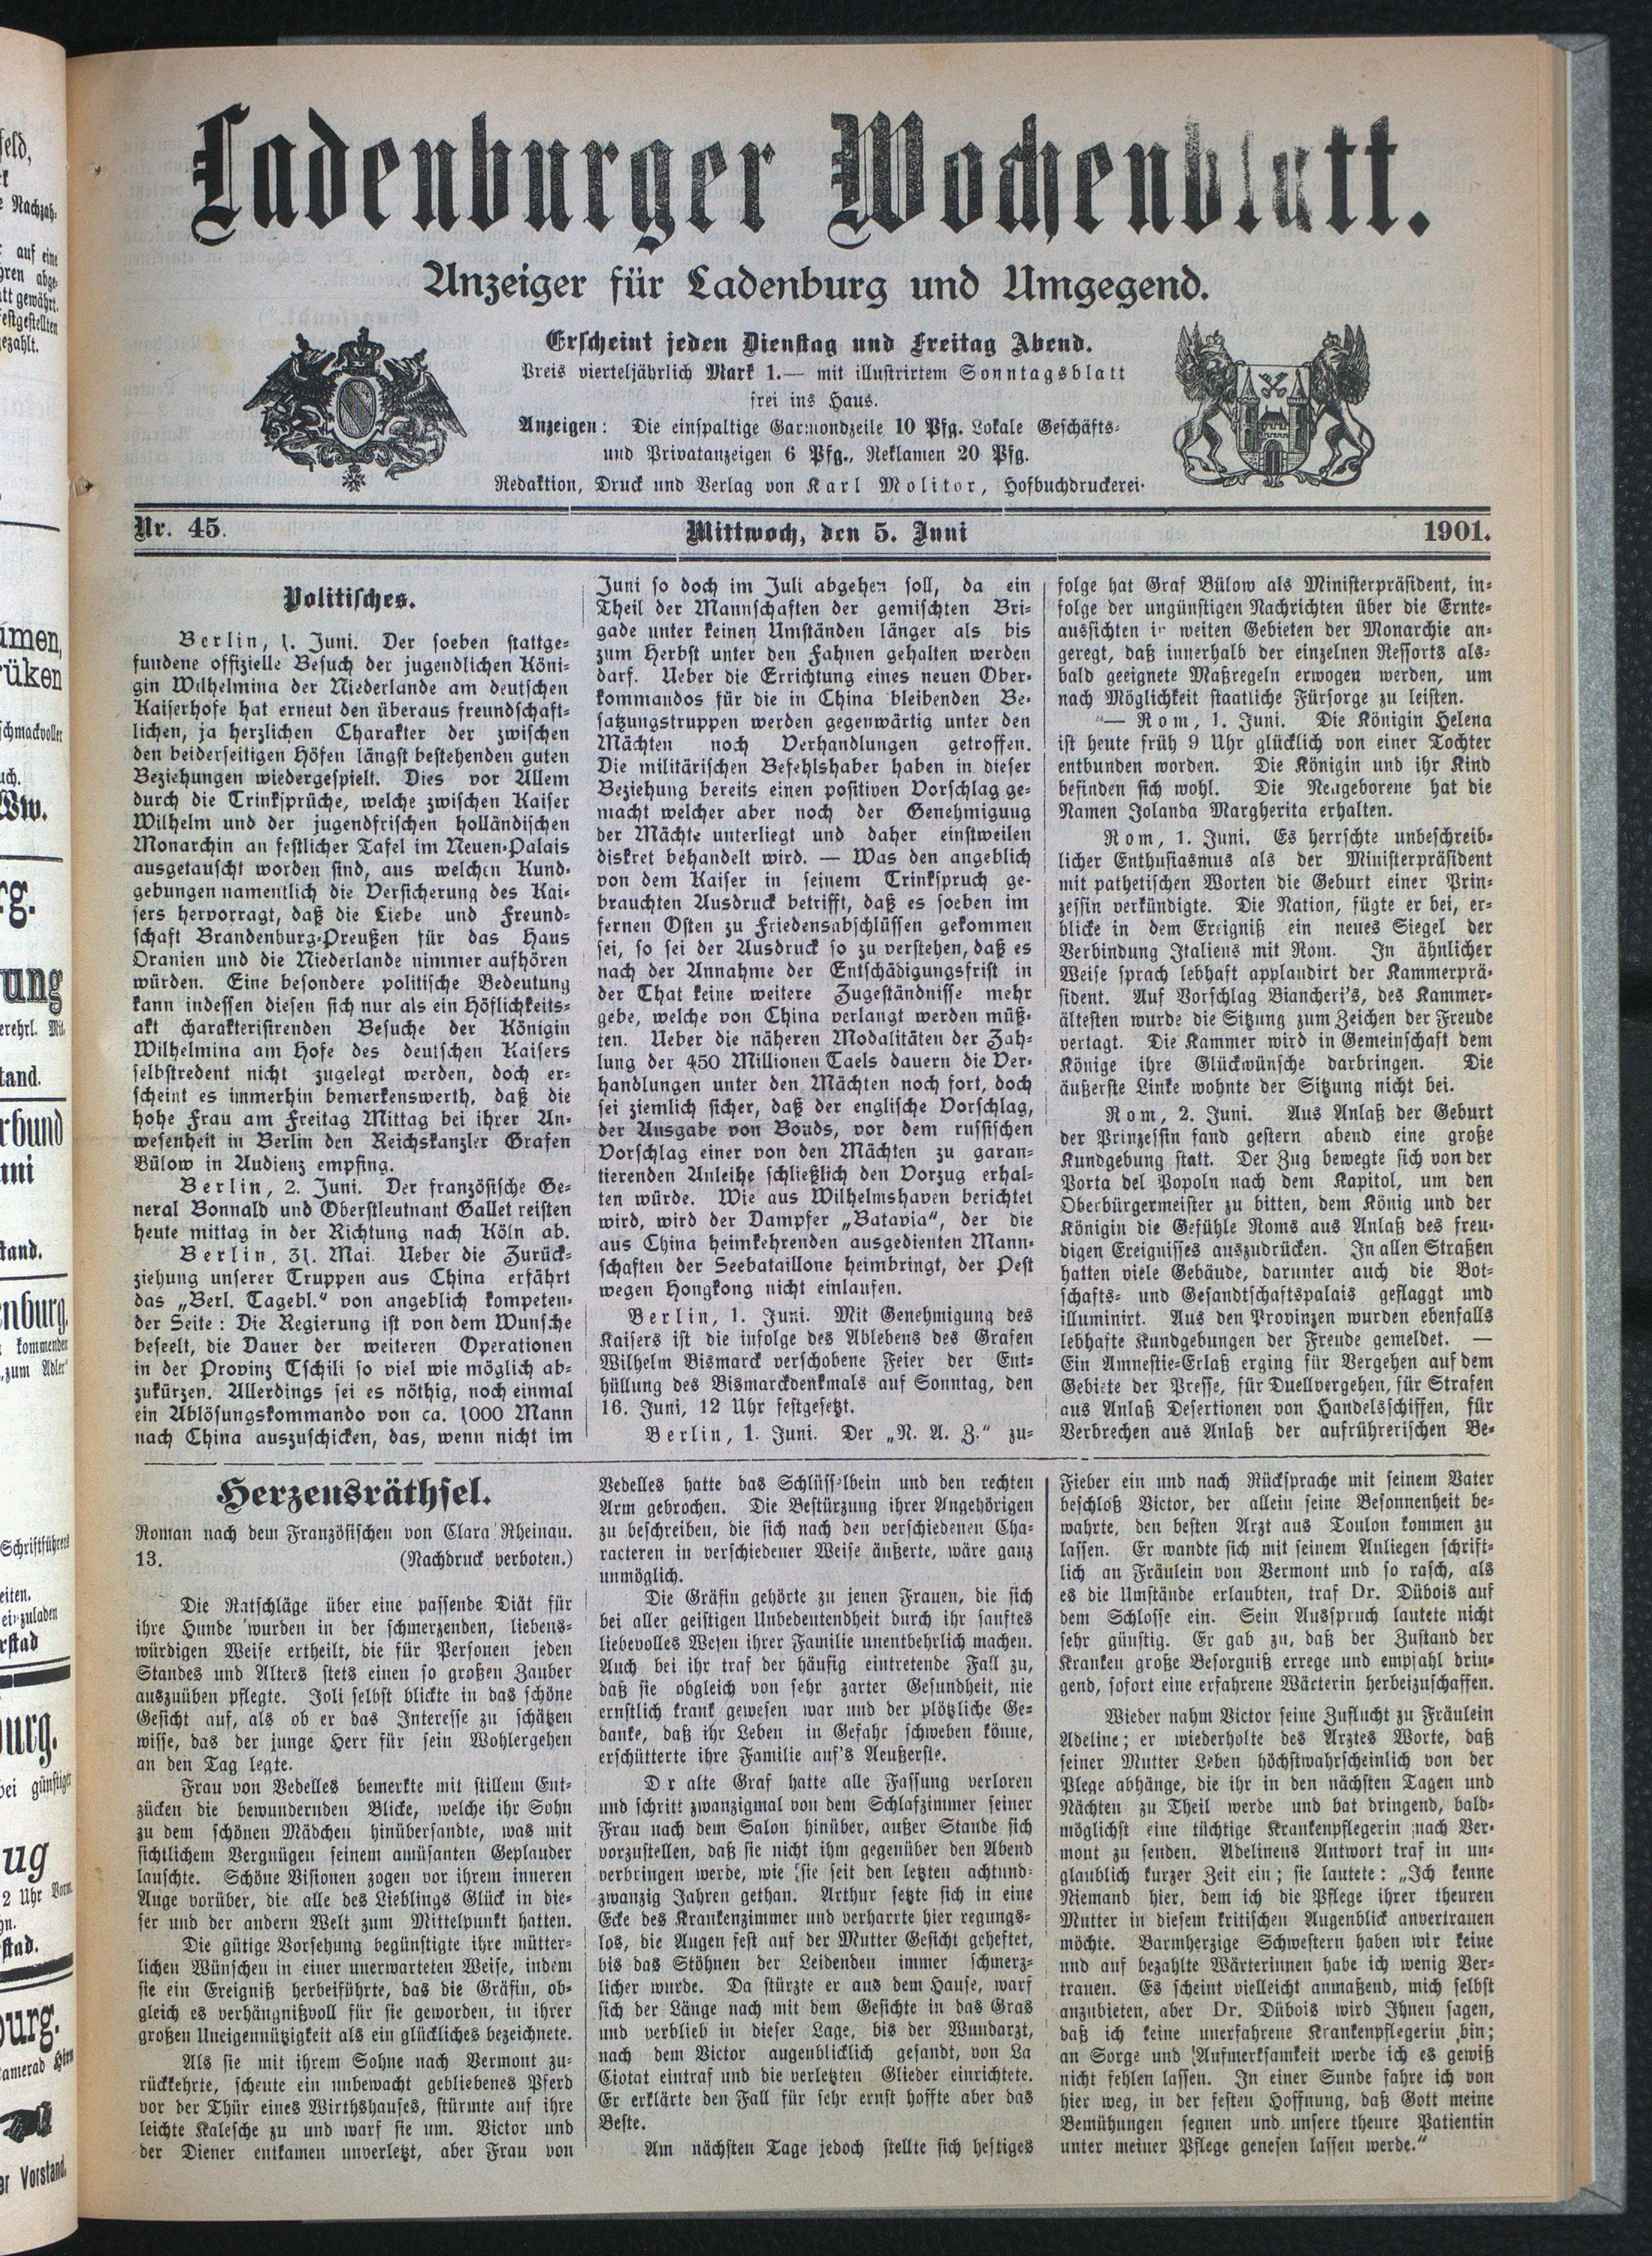 Ladenburger Wochenblatt.
Anzeiger für Ladenburg und Umgegend.
Erscheint jeden Dienstag und Freitag Abend.
Preis vierteljährlich Mark 1.— mit illustrirtem Sonntagsblatt
frei ins Haus.
Anzeigen: Die einspaltige Garmondzeile 10 Pfg. Lokale Geschäfts-
und Privatanzeigen 6 Pfg., Reklamen 20 Pfg.
Redaktion, Druck und Verlag von Karl Molitor, Hofbuchdruckerei.
Nr. 45. Mittwoch, den 5. Juni 1901.
Politisches.
Berlin, 1. Juni. Der soeben stattge-
fundene offizielle Besuch der jugendlichen Köni-
gin Wilhelmina der Niederlande am deutschen
Kaiserhofe hat erneut den überaus freundschaft-
lichen, ja herzlichen Charakter der zwischen
den beiderseitigen Höfen längst bestehenden guten
Beziehungen wiedergespielt. Dies vor Allem
durch die Trinksprüche, welche zwischen Kaiser
Wilhelm und der jugendfrischen holländischen
Monarchin an festlicher Tafel im Neuen-Palais
ausgetauscht worden sind, aus welchen Kund-
gebungen namentlich die Versicherung des Kai-
sers hervorragt, daß die Liebe und Freund-
schaft Brandenburg-Preußen für das Haus
Oranien und die Niederlande nimmer aufhören
würden. Eine besondere politische Bedeutung
kann indessen diesen sich nur als ein Höflichkeits-
akt charakterisirenden Besuche der Königin
Wilhelmina am Hofe des deutschen Kaisers
selbstredent nicht zugelegt werden, doch er-
scheint es immerhin bemerkenswerth, daß die
hohe Frau am Freitag Mittag bei ihrer An-
wesenheit in Berlin den Reichskanzler Grafen
Bülow in Audienz empfing.
Berlin, 2. Juni. Der französische Ge-
neral Bonnald und Oberstleutnant Gallet reisten
heute mittag in der Richtung nach Köln ab.
Berlin, 31. Mai. Ueber die Zurück-
ziehung unserer Truppen aus China erfährt
das „Berl. Tagebl.“ von angeblich kompeten-
der Seite: Die Regierung ist von dem Wunsche
beseelt, die Dauer der weiteren Operationen
in der Provinz Tschili so viel wie möglich ab-
zukürzen. Allerdings sei es nöthig, noch einmal
ein Ablösungskommando von ca. 1000 Mann
nach China auszuschicken, das, wenn nicht im
Juni so doch im Juli abgehen soll, da ein
Theil der Mannschaften der gemischten Bri-
gade unter keinen Umständen länger als bis
zum Herbst unter den Fahnen gehalten werden
darf. Ueber die Errichtung eines neuen Ober-
kommandos für die in China bleibenden Be-
satzungstruppen werden gegenwärtig unter den
Mächten noch Verhandlungen getroffen.
Die militärischen Befehlshaber haben in dieser
Beziehung bereits einen positiven Vorschlag ge-
macht welcher aber noch der Genehmigung
der Mächte unterliegt und daher einstweilen
diskret behandelt wird. — Was den angeblich
von dem Kaiser in seinem Trinkspruch ge-
brauchten Ausdruck betrifft, daß es soeben im
fernen Osten zu Friedensabschlüssen gekommen
sei, so sei der Ausdruck so zu verstehen, daß es
nach der Annahme der Entschädigungsfrist in
der That keine weitere Zugeständnisse mehr
gebe, welche von China verlangt werden müß-
ten. Ueber die näheren Modalitäten der Zah-
lung der 450 Millionen Taels dauern die Ver-
handlungen unter den Mächten noch fort, doch
sei ziemlich sicher, daß der englische Vorschlag,
der Ausgabe von Bonds, vor dem russischen
Vorschlag einer von den Mächten zu garan-
tierenden Anleihe schließlich den Vorzug erhal-
ten würde. Wie aus Wilhelmshaven berichtet
wird, wird der Dampfer „Batavia“, der die
aus China heimkehrenden ausgedienten Mann-
schaften der Seebataillone heimbringt, der Pest
wegen Hongkong nicht einlaufen.
Berlin, 1. Juni. Mit Genehmigung des
Kaisers ist die infolge des Ablebens des Grafen
Wilhelm Bismarck verschobene Feier der Ent-
hüllung des Bismarckdenkmals auf Sonntag, den
16. Juni, 12 Uhr festgesetzt.
Berlin, 1. Juni. Der „N. A. Z.“ zu-
folge hat Graf Bülow als Ministerpräsident, in-
folge der ungünstigen Nachrichten über die Ernte-
aussichten in weiten Gebieten der Monarchie an-
geregt, daß innerhalb der einzelnen Ressorts als-
bald geeignete Maßregeln erwogen werden, um
nach Möglichkeit staatliche Fürsorge zu leisten.
— Rom, 1. Juni. Die Königin Helena
ist heute früh 9 Uhr glücklich von einer Tochter
entbunden worden. Die Königin und ihr Kind
befinden sich wohl. Die Neugeborene hat die
Namen Jolanda Margherita erhalten.
Rom, 1. Juni. Es herrschte unbeschreib-
licher Enthusiasmus als der Ministerpräsident
mit pathetischen Worten die Geburt einer Prin-
zessin verkündigte. Die Nation, fügte er bei, er-
blicke in dem Ereigniß ein neues Siegel der
Verbindung Italiens mit Rom. In ähnlicher
Weise sprach lebhaft applaudirt der Kammerprä-
sident. Auf Vorschlag Biancheri's, des Kammer-
ältesten wurde die Sitzung zum Zeichen der Freude
vertagt. Die Kammer wird in Gemeinschaft dem
Könige ihre Glückwünsche darbringen. Die
äußerste Linke wohnte der Sitzung nicht bei.
Rom, 2. Juni. Aus Anlaß der Geburt
der Prinzessin fand gestern abend eine große
Kundgebung statt. Der Zug bewegte sich von der
Porta del Popoln nach dem Kapitol, um den
Oberbürgermeister zu bitten, dem König und der
Königin die Gefühle Roms aus Anlaß des freu-
digen Ereignisses auszudrücken. In allen Straßen
hatten viele Gebäude, darunter auch die Bot-
schafts- und Gesandtschaftspalais geflaggt und
illuminirt. Aus den Provinzen wurden ebenfalls
lebhafte Kundgebungen der Freude gemeldet. —
Ein Amnestie-Erlaß erging für Vergehen auf dem
Gebiete der Presse, für Duellvergehen, für Strafen
aus Anlaß Desertionen von Handelsschiffen, für
Verbrechen aus Anlaß der aufrührerischen Be-
Herzensräthsel.
Roman nach dem Französischen von Clara Rheinau.
13. (Nachdruck verboten.)
Die Ratschläge über eine passende Diät für
ihre Hunde wurden in der schmerzenden, liebens-
würdigen Weise ertheilt, die für Personen jeden
Standes und Alters stets einen so großen Zauber
auszuüben pflegte. Joli selbst blickte in das schöne
Gesicht auf, als ob er das Interesse zu schätzen
wisse, das der junge Herr für sein Wohlergehen
an den Tag legte.
Frau von Vedelles bemerkte mit stillem Ent-
zücken die bewundernden Blicke, welche ihr Sohn
zu dem schönen Mädchen hinübersandte, was mit
sichtlichem Vergnügen seinem amüsanten Geplauder
lauschte. Schöne Visionen zogen vor ihrem inneren
Auge vorüber, die alle des Lieblings Glück in die-
ser und der andern Welt zum Mittelpunkt hatten.
Die gütige Vorsehung begünstigte ihre mütter-
lichen Wünschen in einer unerwarteten Weise, indem
sie ein Ereigniß herbeiführte, das die Gräfin, ob-
gleich es verhängnißvoll für sie geworden, in ihrer
großen Uneigennützigkeit als ein glückliches bezeichnete.
Als sie mit ihrem Sohne nach Vermont zu-
rückkehrte, scheute ein unbewacht gebliebenes Pferd
vor der Thür eines Wirthshauses, stürmte auf ihre
leichte Kalesche zu und warf sie um. Victor und
der Diener entkamen unverletzt, aber Frau von
Vedelles hatte das Schlüss-lbein und den rechten
Arm gebrochen. Die Bestürzung ihrer Angehörigen
zu beschreiben, die sich nach den verschiedenen Cha-
racteren in verschiedener Weise äußerte, wäre ganz
unmöglich.
Die Gräfin gehörte zu jenen Frauen, die sich
bei aller geistigen Unbedeutendheit durch ihr sanftes
liebevolles Wesen ihrer Familie unentbehrlich machen.
Auch bei ihr traf der häufig eintretende Fall zu,
daß sie obgleich von sehr zarter Gesundheit, nie
ernstlich krank gewesen war und der plötzliche Ge-
danke, daß ihr Leben in Gefahr schweben könne,
erschütterte ihre Familie auf's Aeußerste.
D r alte Graf hatte alle Fassung verloren
und schritt zwanzigmal von dem Schlafzimmer seiner
Frau nach dem Salon hinüber, außer Stande sich
vorzustellen, daß sie nicht ihm gegenüber den Abend
verbringen werde, wie sie seit den letzten achtund-
zwanzig Jahren gethan. Arthur setzte sich in eine
Ecke des Krankenzimmer und verharrte hier regungs-
los, die Augen fest auf der Mutter Gesicht geheftet,
bis das Stöhnen der Leidenden immer schmerz-
licher wurde. Da stürzte er aus dem Hause, warf
sich der Länge nach mit dem Gesichte in das Gras
und verblieb in dieser Lage, bis der Wundarzt,
nach dem Victor augenblicklich gesandt, von La
Ciotat eintraf und die verletzten Glieder einrichtete.
Er erklärte den Fall für sehr ernst hoffte aber das
Beste.
Am nächsten Tage jedoch stellte sich heftiges
Fieber ein und nach Rücksprache mit seinem Vater
beschloß Victor, der allein seine Besonnenheit be-
wahrte, den besten Arzt aus Toulon kommen zu
lassen. Er wandte sich mit seinem Anliegen schrift-
lich an Fräulein von Vermont und so rasch, als
es die Umstände erlaubten, traf Dr. Dübois auf
dem Schlosse ein. Sein Ausspruch lautete nicht
sehr günstig. Er gab zu, daß der Zustand der
Kranken große Besorgniß errege und empfahl drin-
gend, sofort eine erfahrene Wärterin herbeizuschaffen.
Wieder nahm Victor seine Zuflucht zu Fräulein
Adeline; er wiederholte des Arztes Worte, daß
seiner Mutter Leben höchstwahrscheinlich von der
Plege abhänge, die ihr in den nächsten Tagen und
Nächten zu Theil werde und bat dringend, bald-
möglichst eine tüchtige Krankenpflegerin nach Ver-
mont zu senden. Adelinens Antwort traf in un-
glaublich kurzer Zeit ein; sie lautete: „Ich kenne
Niemand hier, dem ich die Pflege ihrer theuren
Mutter in diesem kritischen Augenblick anvertrauen
möchte. Barmherzige Schwestern haben wir keine
und auf bezahlte Wärterinnen habe ich wenig Ver-
trauen. Es scheint vielleicht anmaßend, mich selbst
anzubieten, aber Dr. Dübois wird Ihnen sagen,
daß ich keine unerfahrene Krankenpflegerin bin;
an Sorge und Aufmerksamkeit werde ich es gewiß
nicht fehlen lassen. In einer Sunde fahre ich von
hier weg, in der festen Hoffnung, daß Gott meine
Bemühungen segnen und unsere theure Patientin
unter meiner Pflege genesen lassen werde.“